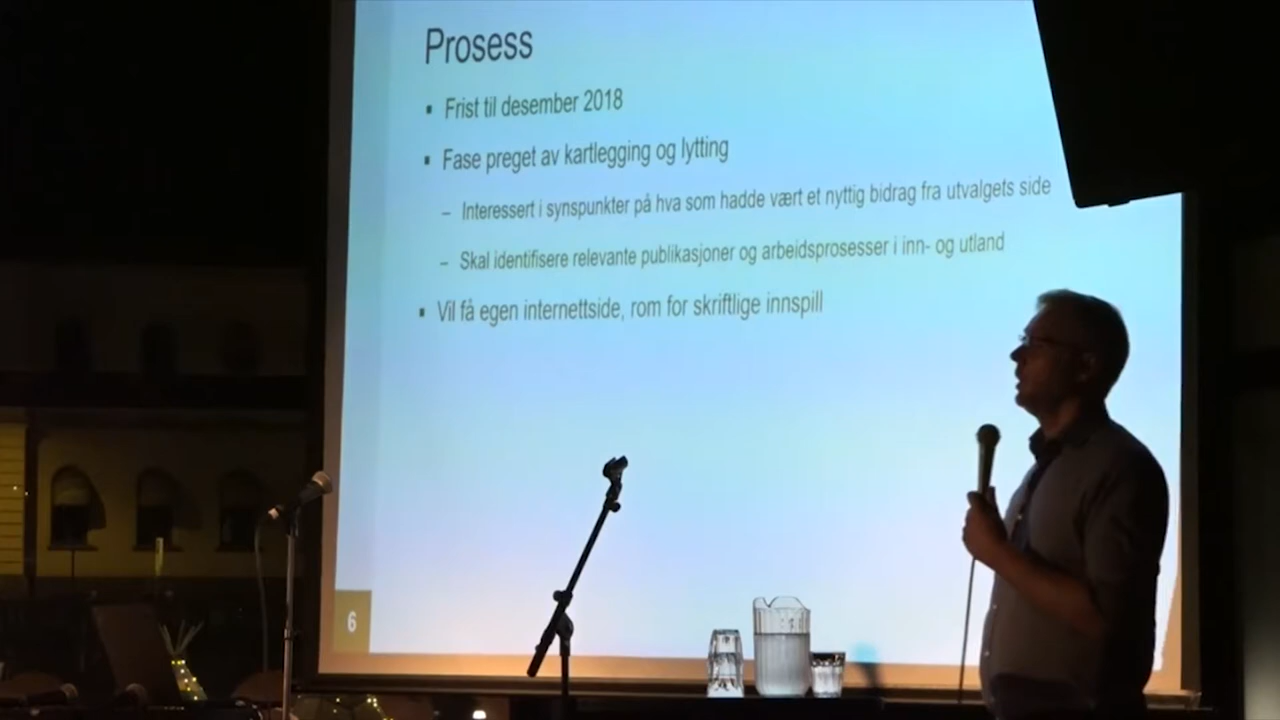 Prosess
▪ Frist til desember 2018
▪ Fase preget av kartlegging og lytting
– Interessert i synspunkter på hva som hadde vært et nyttig bidrag fra utvalgets side
– Skal identifisere relevante publikasjoner og arbeidsprosesser i inn- og utland
▪ Vil få egen internettside, rom for skriftlige innspill
6